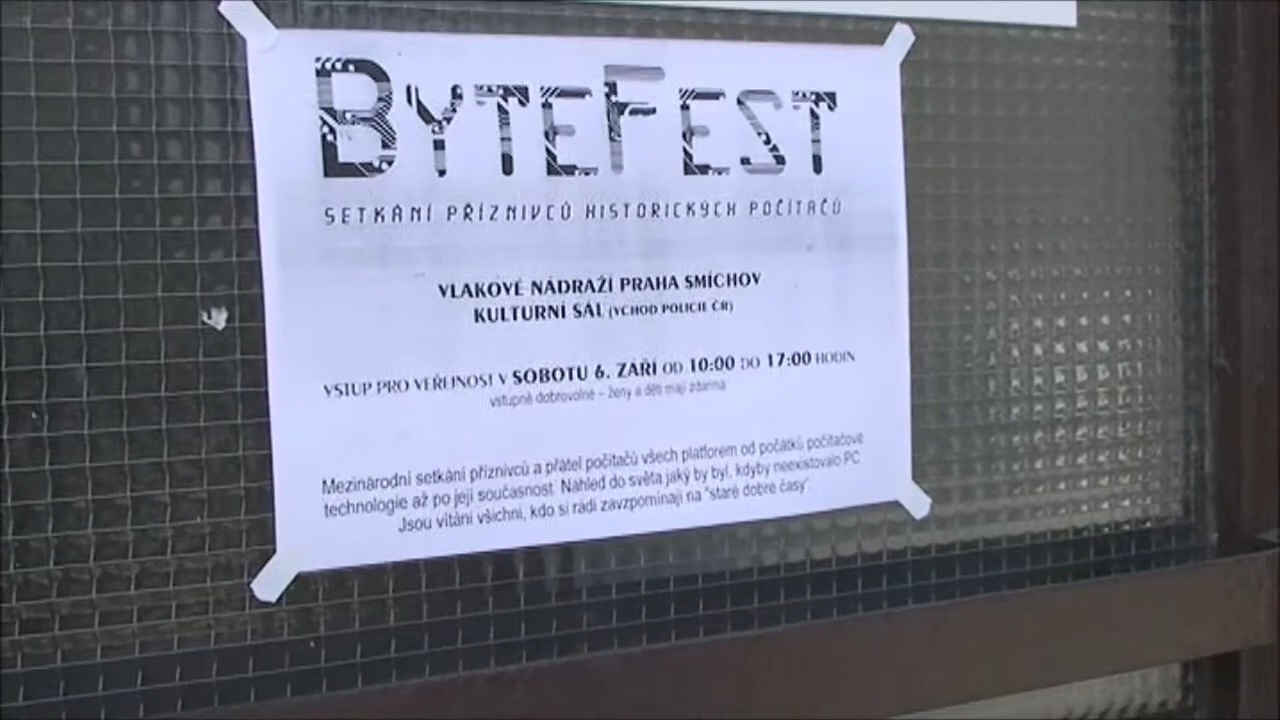 BYTEFEST
SETKÁNÍ PŘÍZNIVCŮ HISTORICKÝCH POČÍTAČŮ
VLAKOVÉ NÁDRAŽÍ PRAHA SMÍCHOV
KULTURNÍ SÁL (VCHOD POLICIE ČR)
VSTUP PRO VEŘEJNOST V SOBOTU 6. ZÁŘÍ OD 10:00 DO 17:00 HODIN
vstupné dobrovolné – ženy a děti mají zdarma
Mezinárodní setkání příznivců a přátel počítačů všech platforem od počátků počítačové
technologie až po její současnost. Náhled do světa jaký by byl, kdyby neexistovalo PC.
Jsou vítáni všichni, kdo si rádi zavzpomínají na "staré dobré časy".